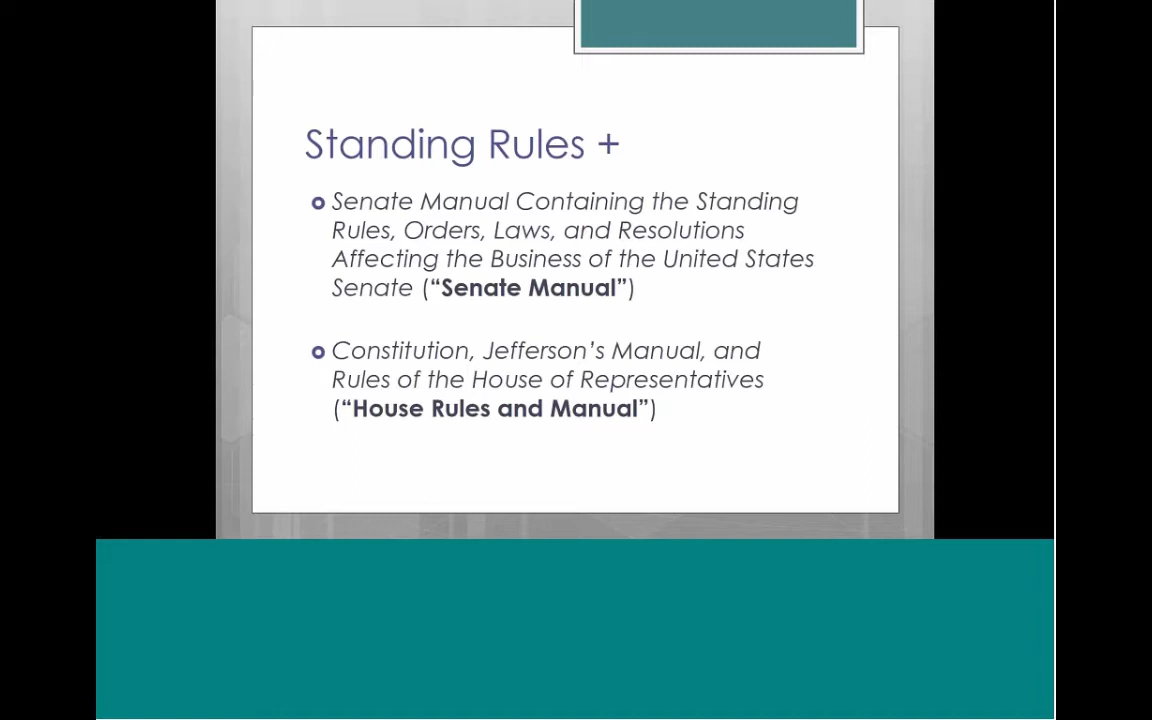 Standing Rules +
Senate Manual Containing the Standing
Rules, Orders, Laws, and Resolutions
Affecting the Business of the United States
Senate (“Senate Manual”)
Constitution, Jefferson’s Manual, and
Rules of the House of Representatives
(“House Rules and Manual”)